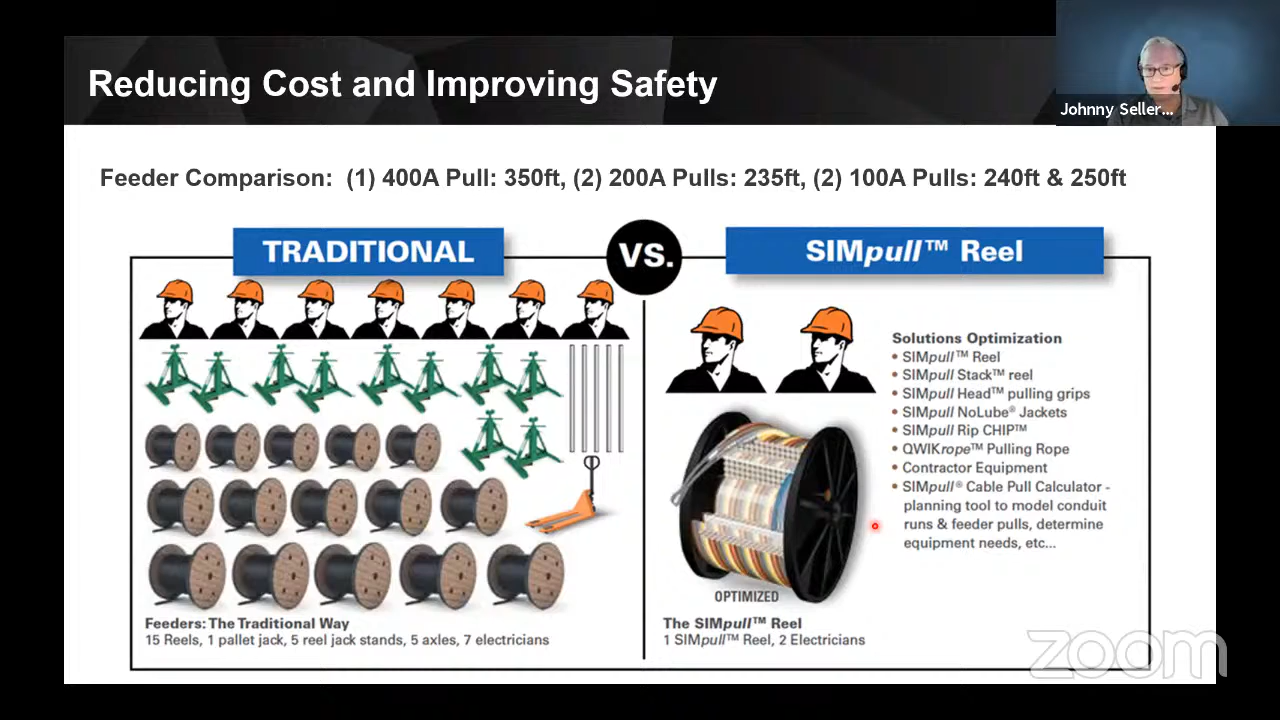 Reducing Cost and Improving Safety
Johnny Seller...
Feeder Comparison: (1) 400A Pull: 350ft, (2) 200A Pulls: 235ft, (2) 100A Pulls: 240ft & 250ft
TRADITIONAL
VS.
SIMpull™ Reel
Solutions Optimization
• SIMpull™ Reel
• SIMpull Stack™ reel
• SIMpull Head™ pulling grips
• SIMpull NoLube® Jackets
• SIMpull Rip CHIP™
• QWIKrope™ Pulling Rope
• Contractor Equipment
• SIMpull® Cable Pull Calculator -
planning tool to model conduit
runs & feeder pulls, determine
equipment needs, etc...
OPTIMIZED
Feeders: The Traditional Way
15 Reels, 1 pallet jack, 5 reel jack stands, 5 axles, 7 electricians
The SIMpull™ Reel
1 SIMpull™ Reel, 2 Electricians
zoom